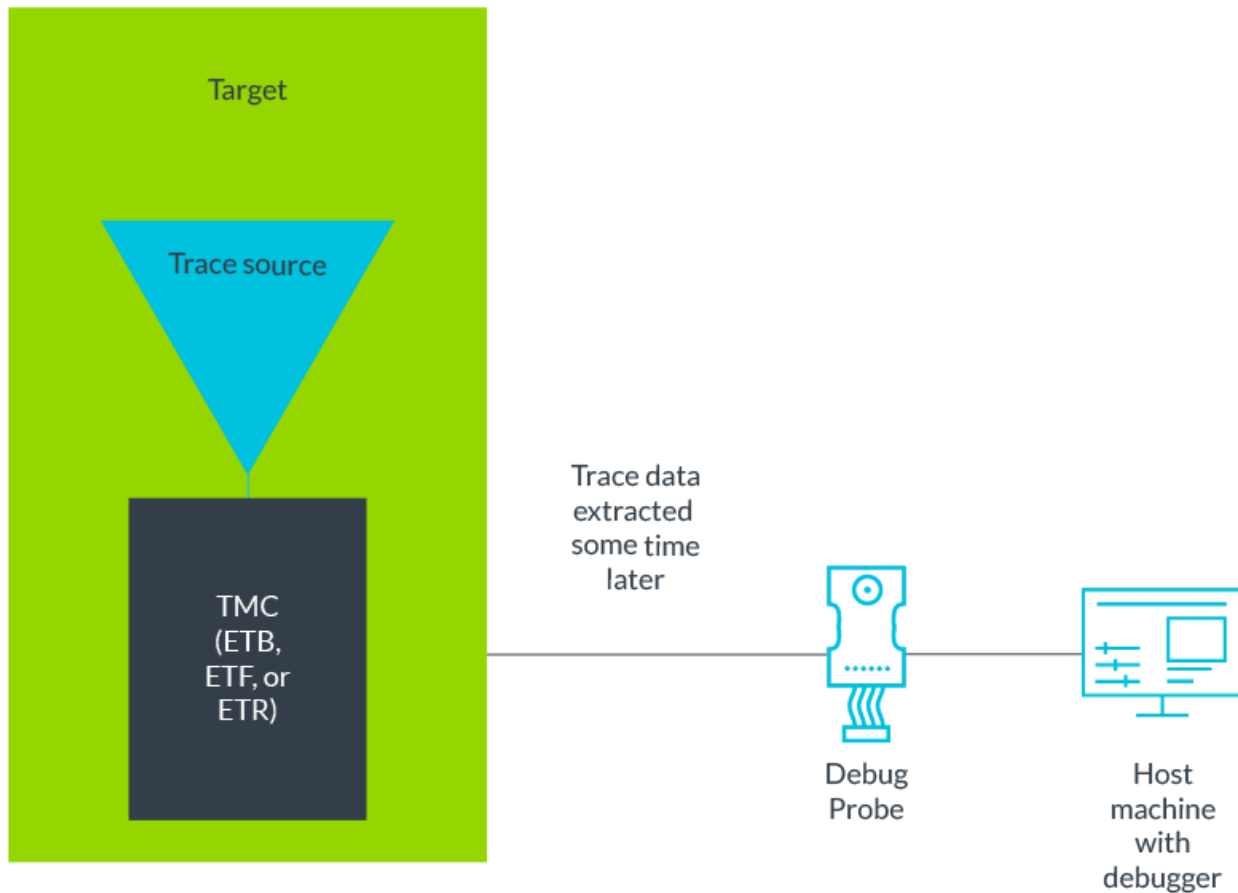 Target
Trace source
TMC
(ETB,
ETF, or
ETR)
Trace data
extracted
some time
later
Debug
Probe
Host
machine
with
debugger